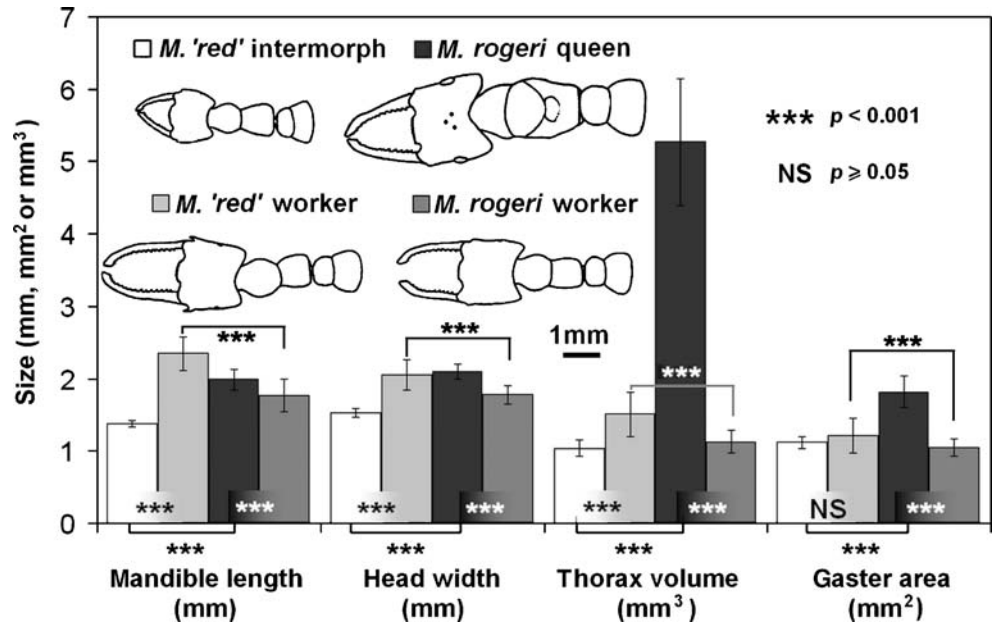 7
6
5
4
3
2
1
0
Size (mm, mm² or mm³)
M. 'red' intermorph M. rogeri queen
*** p < 0.001
NS p ⩾ 0.05
M. 'red' worker M. rogeri worker
1mm
*** *** *** ***
*** *** *** *** *** *** NS ***
*** *** *** ***
Mandible length Head width Thorax volume Gaster area
(mm) (mm) (mm³) (mm²)